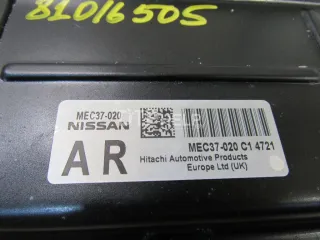 81016505
MEC37-020
NISSAN
AR
MEC37-020 C1 4721
Hitachi Automotive Products
Europe Ltd (UK)